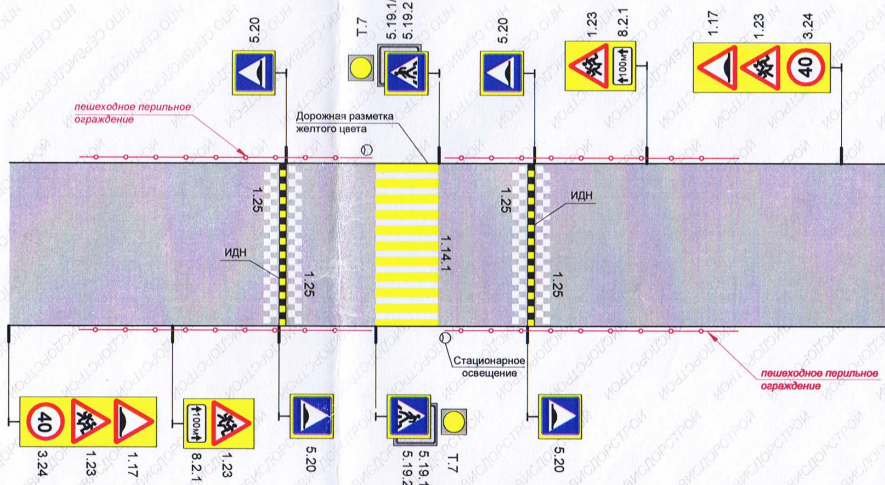 5.20
Т.7
5.19.1/
5.19.2
5.20
1.23
8.2.1
1.17
1.23
3.24
100м
40
пешеходное перильное
ограждение
Дорожная разметка
желтого цвета
1.25
ИДН
1.25
1.14.1
1.25
ИДН
1.25
Стационарное
освещение
пешеходное перильное
ограждение
40
100м
3.24
1.23
1.17
8.2.1
1.23
5.20
5.19.2
5.19.1
Т.7
5.20